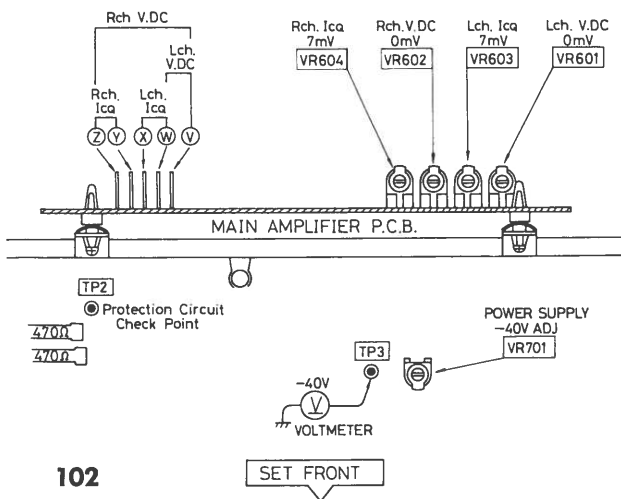 Rch V.DC
Lch.
V.DC
Rch.
Icq
Lch.
Icq
Z Y X W V
Rch. Icq
7mV
VR604
Rch. V.DC
0mV
VR602
Lch. Icq
7mV
VR603
Lch. V.DC
0mV
VR601
MAIN AMPLIFIER P.C.B.
TP2
Protection Circuit
Check Point
470Ω
470Ω
POWER SUPPLY
-40V ADJ
VR701
TP3
-40V
V
VOLTMETER
102
SET FRONT